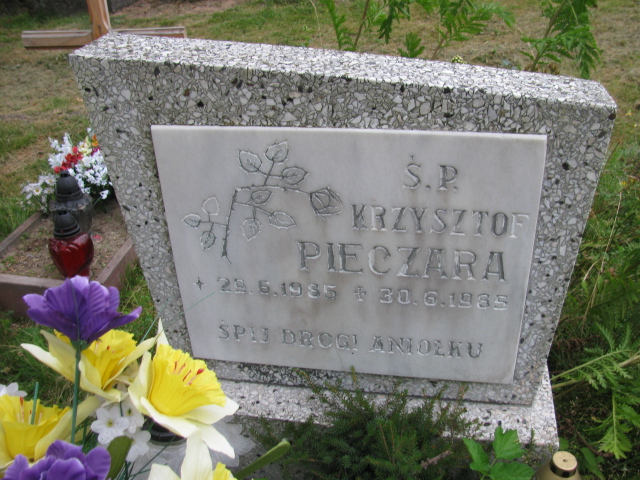 Ś.P.
KRZYSZTOF
PIECZARA
* 29.6.1985 + 30.6.1985
ŚPIJ DROGI ANIOŁKU